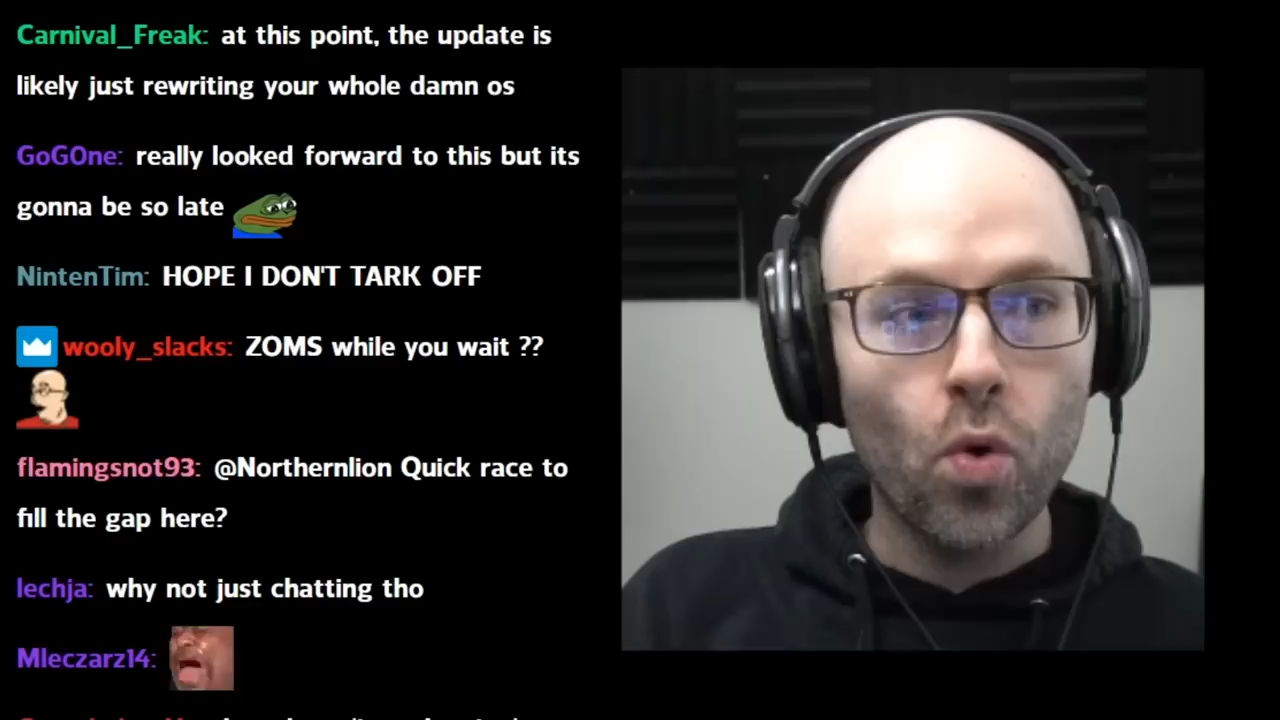 Carnival_Freak: at this point, the update is
likely just rewriting your whole damn os
GoGOne: really looked forward to this but its
gonna be so late
NintenTim: HOPE I DON'T TARK OFF
wooly_slacks: ZOMS while you wait ??
flamingsnot93: @Northernlion Quick race to
fill the gap here?
lechja: why not just chatting tho
Mleczarz14: